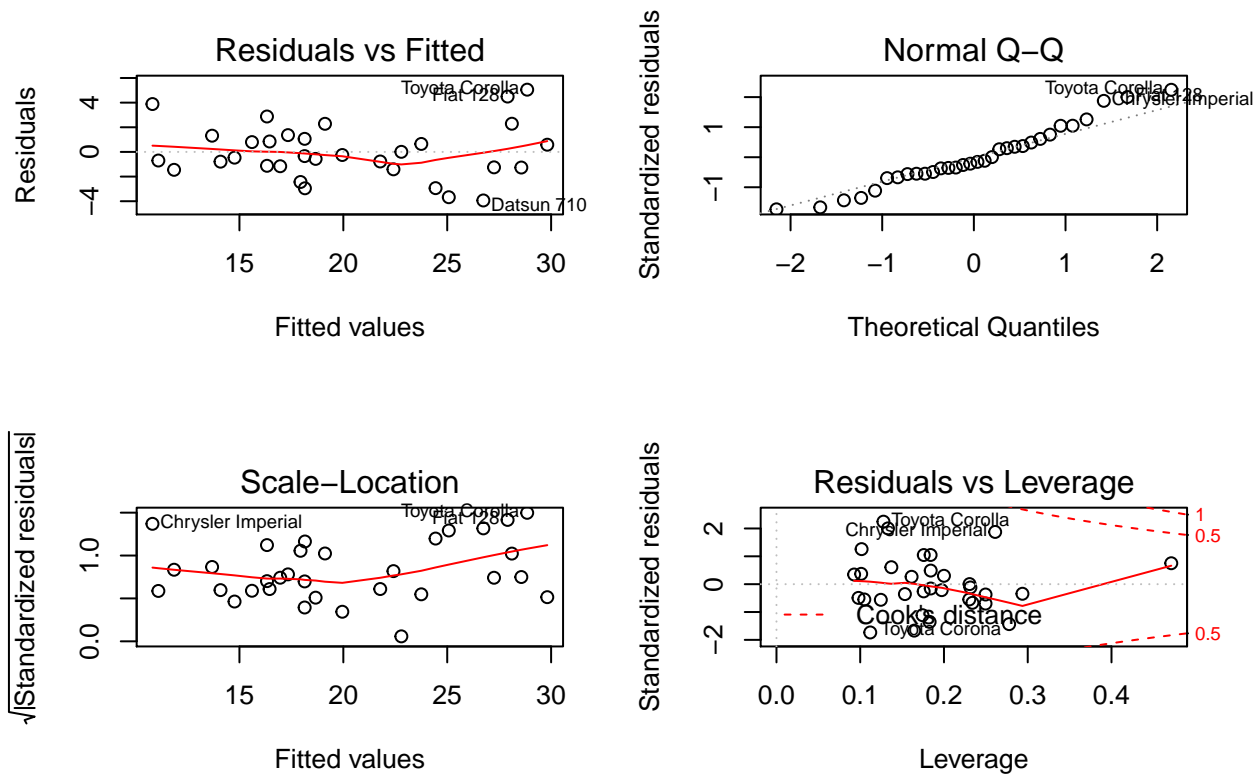 Residuals vs Fitted
Residuals
4
0
−4
Toyota Corolla
Fiat 128
Datsun 710
15 20 25 30
Fitted values
Normal Q−Q
Standardized residuals
1
−1
Toyota Corolla
Fiat 128
Chrysler Imperial
−2 −1 0 1 2
Theoretical Quantiles
Scale−Location
√|Standardized residuals|
1.0
0.0
Toyota Corolla
Fiat 128
Chrysler Imperial
15 20 25 30
Fitted values
Residuals vs Leverage
Standardized residuals
2
0
−2
Toyota Corolla
Chrysler Imperial
Cook's distance
Toyota Corona
1
0.5
0.5
0.0 0.1 0.2 0.3 0.4
Leverage